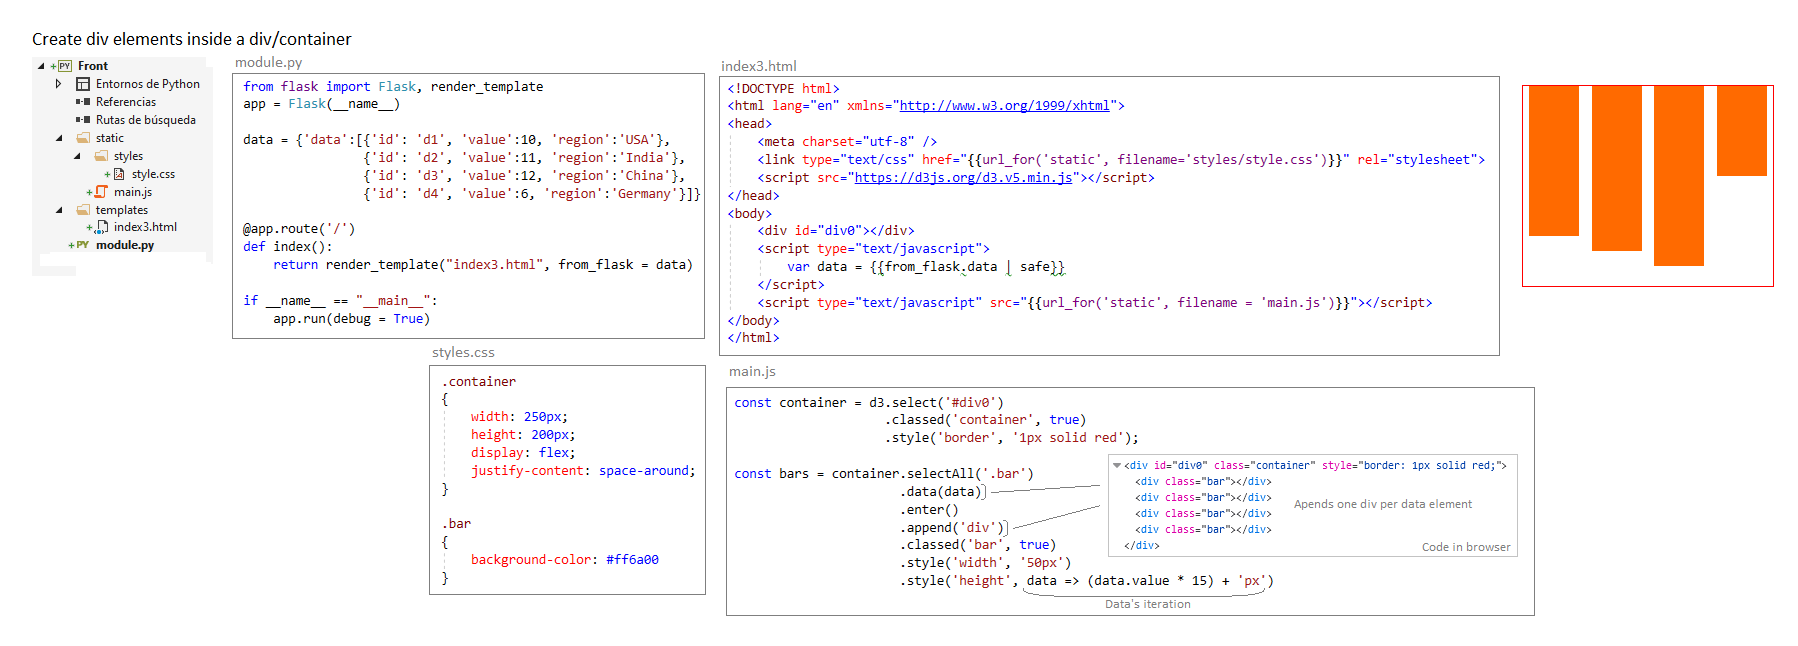 Create div elements inside a div/container
Front
Entornos de Python
Referencias
Rutas de búsqueda
static
styles
style.css
main.js
templates
index3.html
module.py
module.py
from flask import Flask, render_template
app = Flask(__name__)
data = {'data':[{'id': 'd1', 'value':10, 'region':'USA'},
{'id': 'd2', 'value':11, 'region':'India'},
{'id': 'd3', 'value':12, 'region':'China'},
{'id': 'd4', 'value':6, 'region':'Germany'}]}
@app.route('/')
def index():
return render_template("index3.html", from_flask = data)
if __name__ == "__main__":
app.run(debug = True)
index3.html
<!DOCTYPE html>
<html lang="en" xmlns="http://www.w3.org/1999/xhtml">
<head>
<meta charset="utf-8" />
<link type="text/css" href="{{url_for('static', filename='styles/style.css')}}" rel="stylesheet">
<script src="https://d3js.org/d3.v5.min.js"></script>
</head>
<body>
<div id="div0"></div>
<script type="text/javascript">
var data = {{from_flask.data | safe}}
</script>
<script type="text/javascript" src="{{url_for('static', filename = 'main.js')}}"></script>
</body>
</html>
styles.css
.container
{
width: 250px;
height: 200px;
display: flex;
justify-content: space-around;
}
.bar
{
background-color: #ff6a00
}
main.js
const container = d3.select('#div0')
.classed('container', true)
.style('border', '1px solid red');
const bars = container.selectAll('.bar')
.data(data)
.enter()
.append('div')
.classed('bar', true)
.style('width', '50px')
.style('height', data => (data.value * 15) + 'px')
Data's iteration
<div id="div0" class="container" style="border: 1px solid red;">
<div class="bar"></div>
<div class="bar"></div>
<div class="bar"></div>
<div class="bar"></div>
</div>
Apends one div per data element
Code in browser